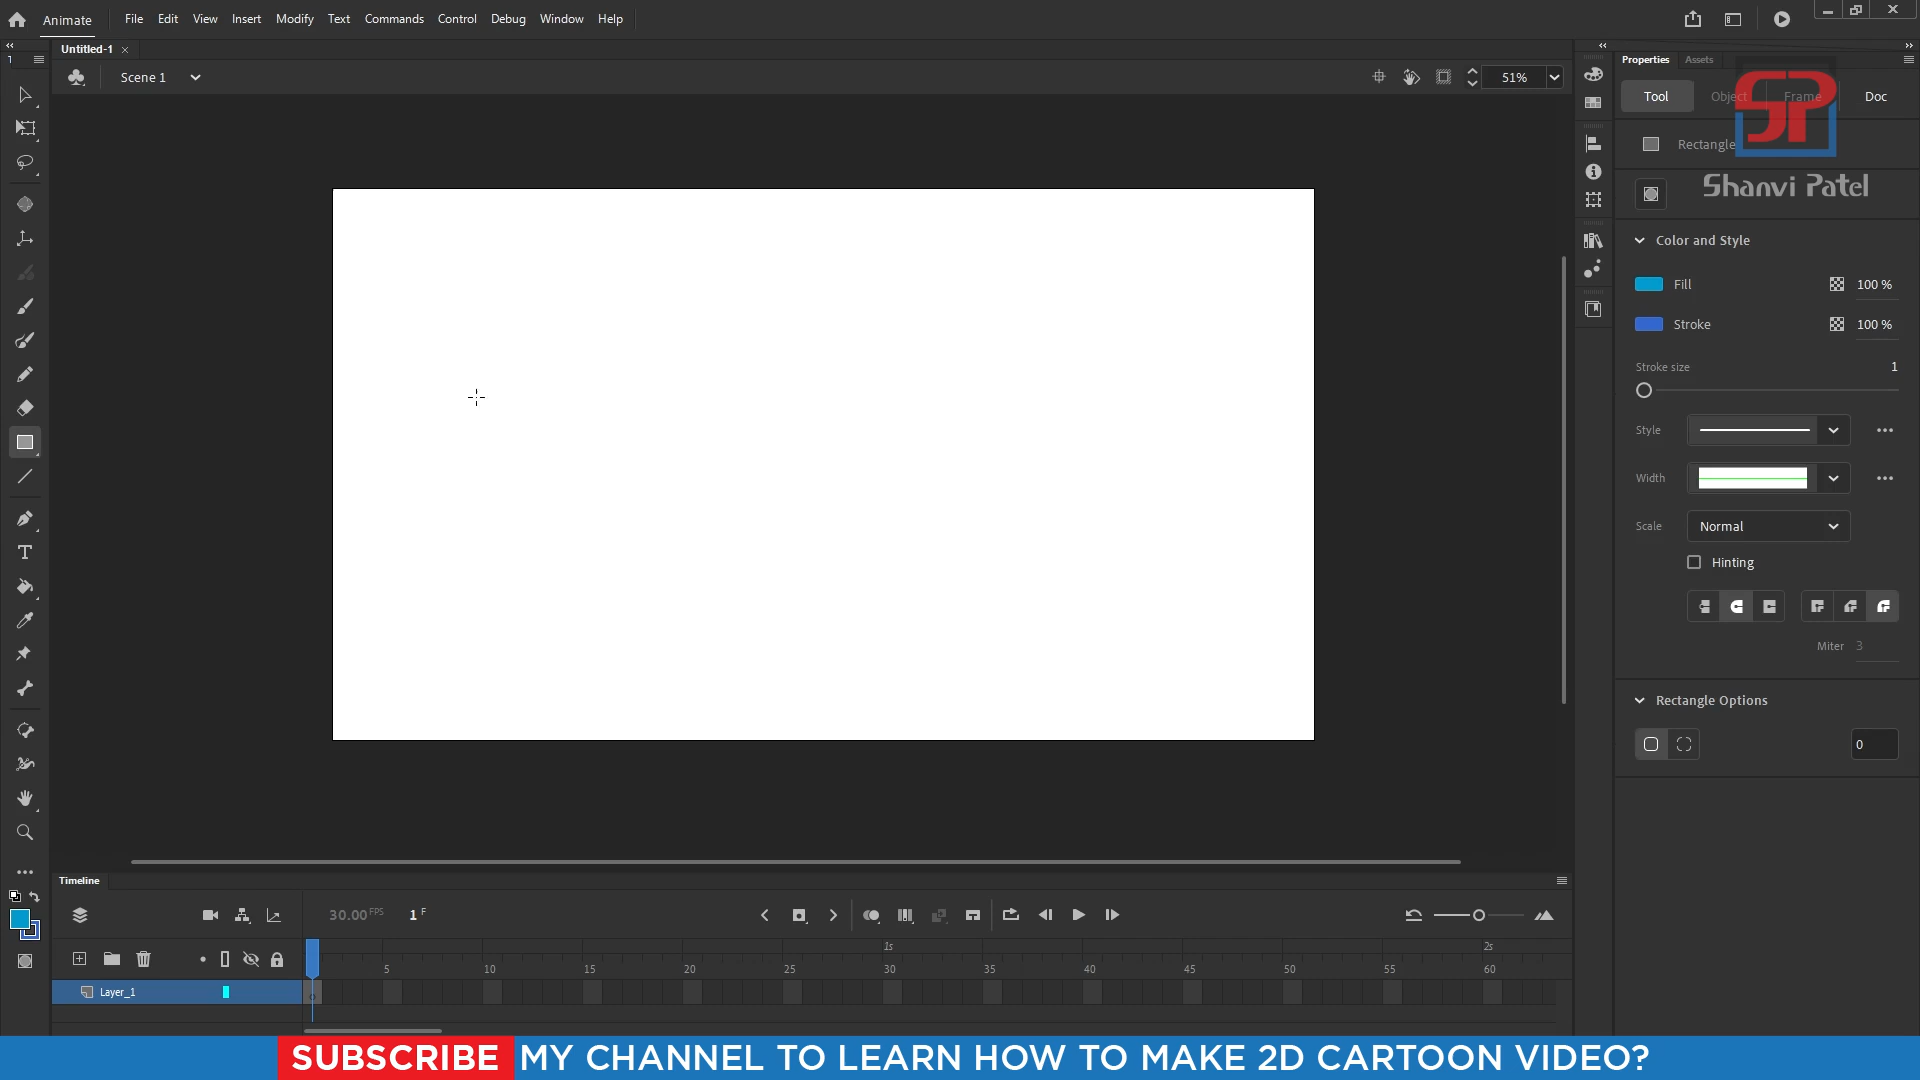 Animate File Edit View Insert Modify Text Commands Control Debug Window Help
Untitled-1
Scene 1
51%
Properties Assets
Tool Object Frame Doc
Rectangle
SP
Shanvi Patel
Color and Style
Fill 100 %
Stroke 100 %
Stroke size 1
Style
Width
Scale Normal
Hinting
Miter 3
Rectangle Options
0
Timeline
30.00 FPS 1 F
1s 2s
5 10 15 20 25 30 35 40 45 50 55 60
Layer_1
SUBSCRIBE MY CHANNEL TO LEARN HOW TO MAKE 2D CARTOON VIDEO?